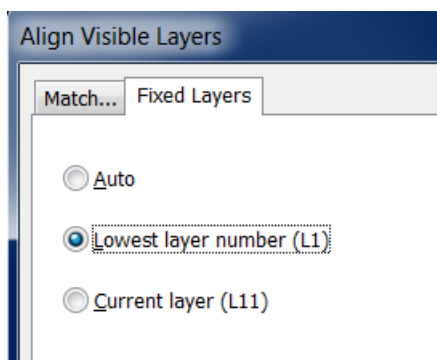 Align Visible Layers
Match... Fixed Layers
Auto
Lowest layer number (L1)
Current layer (L11)